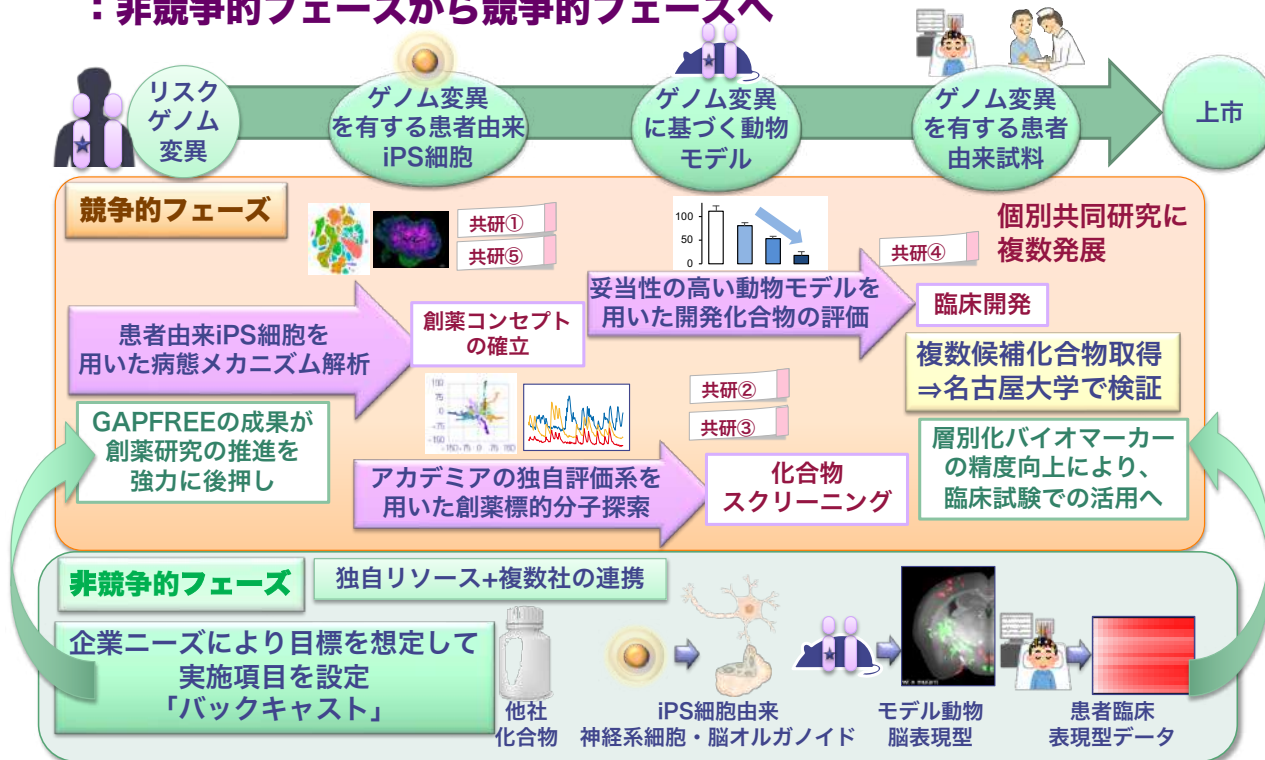 ：非競争的フェーズから競争的フェーズへ
リスク
ゲノム
変異
ゲノム変異
を有する患者由来
iPS細胞
ゲノム変異
に基づく動物
モデル
ゲノム変異
を有する患者
由来試料
上市
競争的フェーズ
共研①
共研⑤
100
50
0
共研④
個別共同研究に
複数発展
患者由来iPS細胞を
用いた病態メカニズム解析
創薬コンセプト
の確立
妥当性の高い動物モデルを
用いた開発化合物の評価
臨床開発
複数候補化合物取得
⇒名古屋大学で検証
GAPFREEの成果が
創薬研究の推進を
強力に後押し
150
75
0
-75
-150
-150 -75 0 75 150
共研②
共研③
アカデミアの独自評価系を
用いた創薬標的分子探索
化合物
スクリーニング
層別化バイオマーカー
の精度向上により、
臨床試験での活用へ
非競争的フェーズ
独自リソース+複数社の連携
企業ニーズにより目標を想定して
実施項目を設定
「バックキャスト」
他社
化合物
iPS細胞由来
神経系細胞・脳オルガノイド
モデル動物
脳表現型
患者臨床
表現型データ